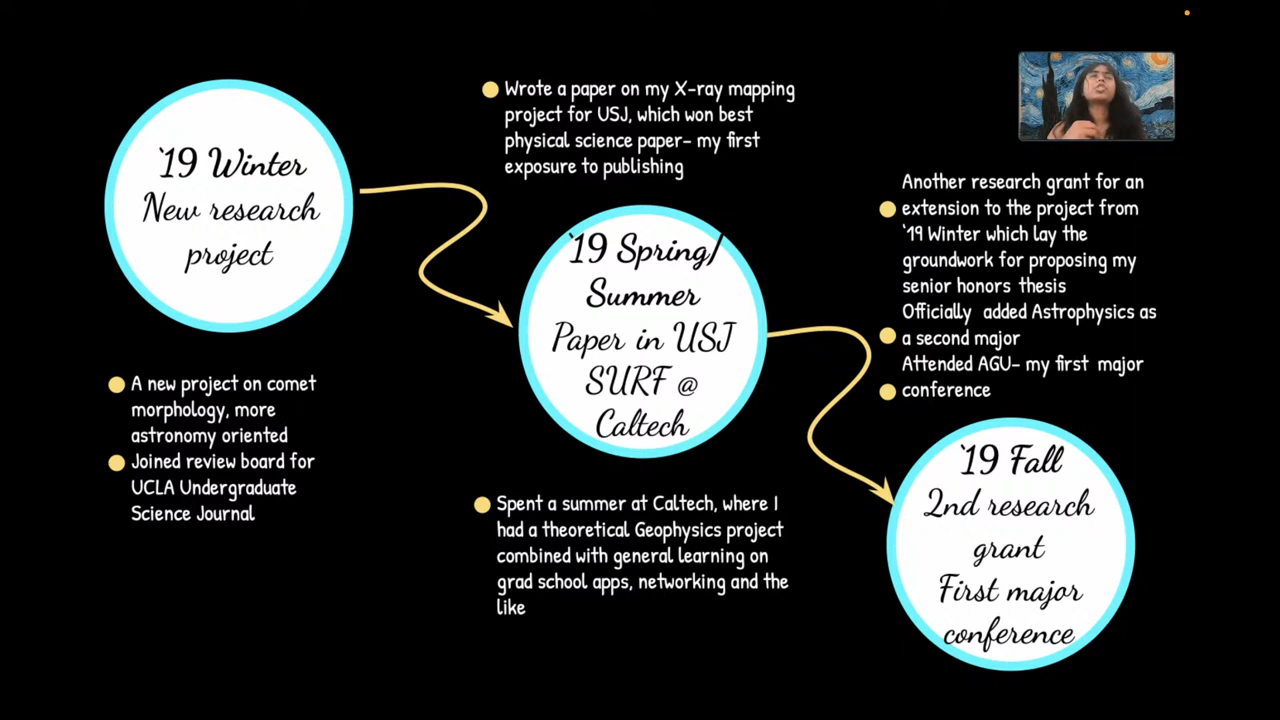 '19 Winter
New research
project
A new project on comet
morphology, more
astronomy oriented
Joined review board for
UCLA Undergraduate
Science Journal
Wrote a paper on my X-ray mapping
project for USJ, which won best
physical science paper- my first
exposure to publishing
'19 Spring/
Summer
Paper in USJ
SURF @
Caltech
Spent a summer at Caltech, where I
had a theoretical Geophysics project
combined with general learning on
grad school apps, networking and the
like
Another research grant for an
extension to the project from
'19 Winter which lay the
groundwork for proposing my
senior honors thesis
Officially added Astrophysics as
a second major
Attended AGU- my first major
conference
'19 Fall
2nd research
grant
First major
conference